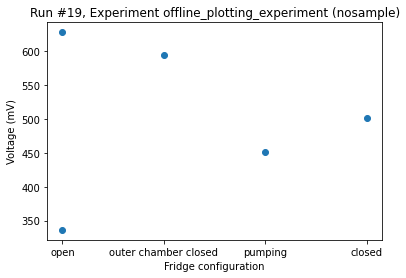 Run #19, Experiment offline_plotting_experiment (nosample)
Voltage (mV)
600
550
500
450
400
350
open
outer chamber closed
pumping
closed
Fridge configuration